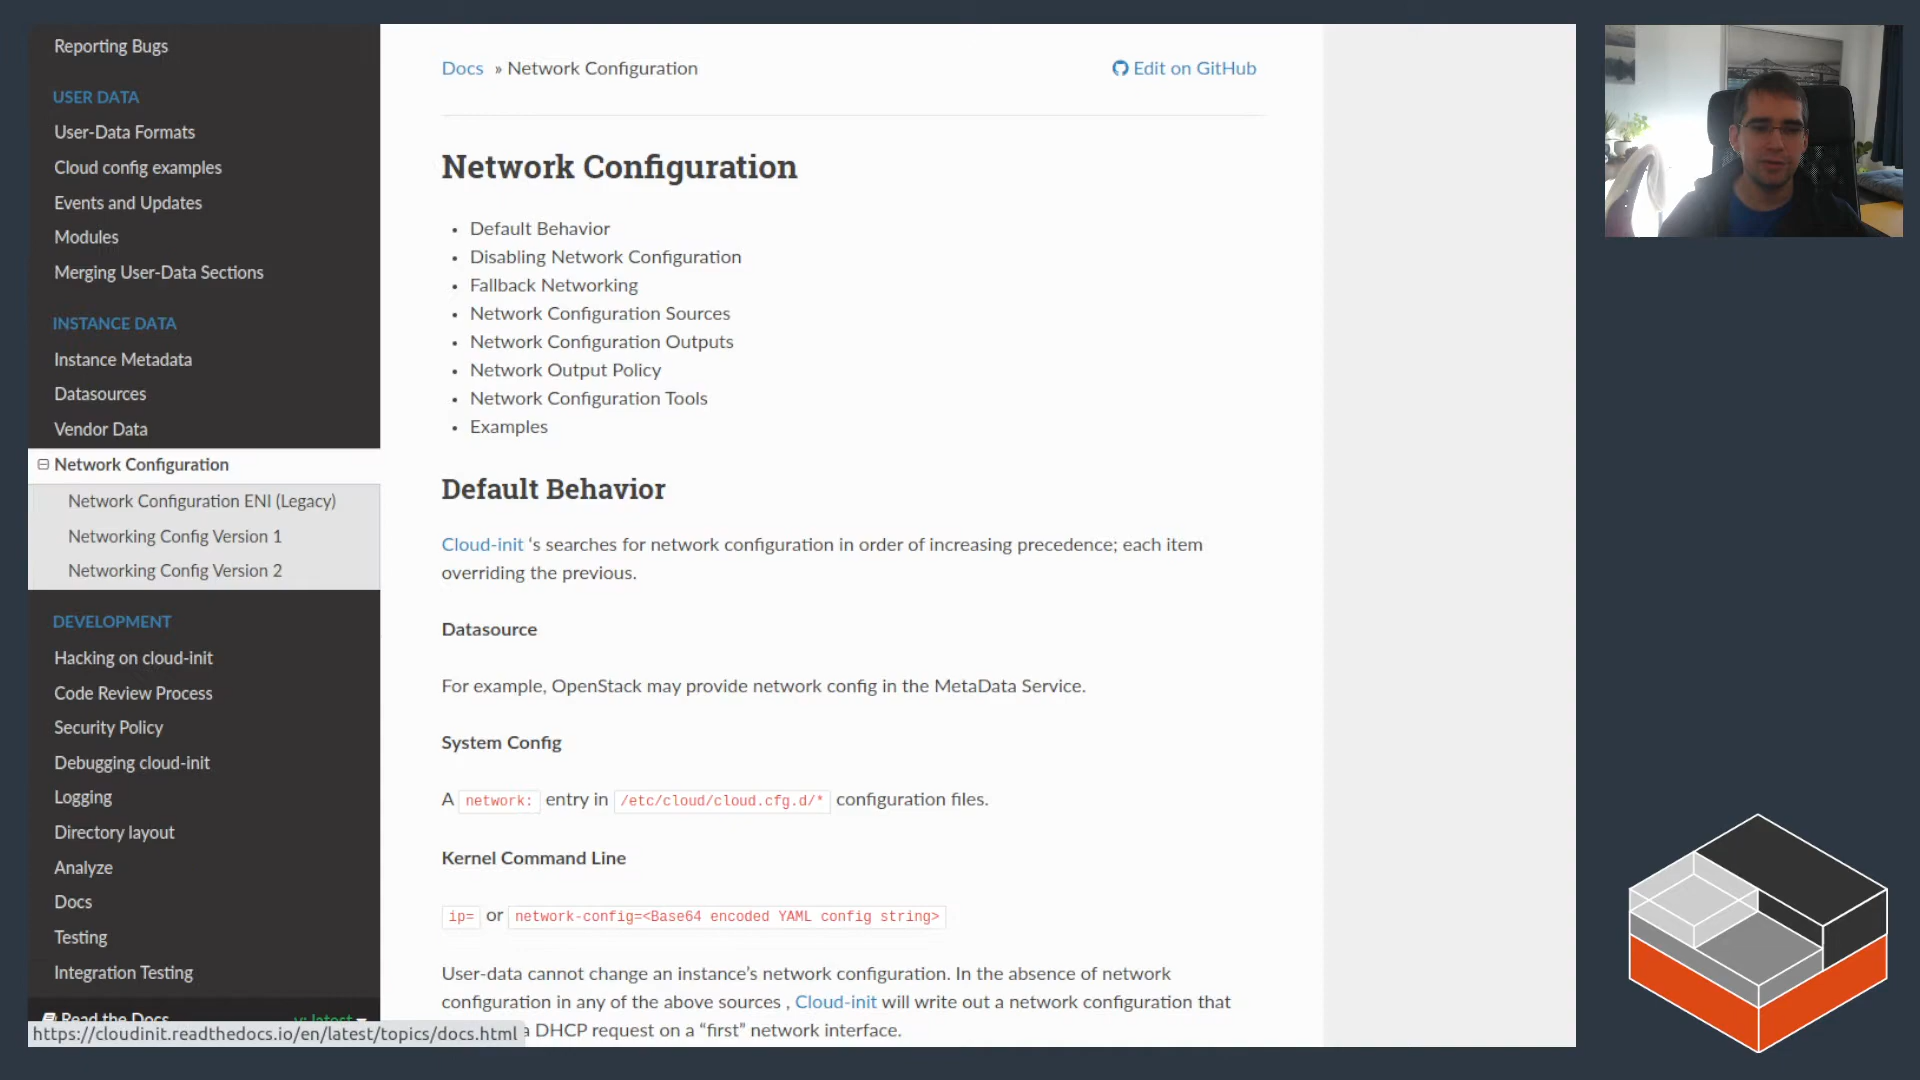 Reporting Bugs
USER DATA
User-Data Formats
Cloud config examples
Events and Updates
Modules
Merging User-Data Sections
INSTANCE DATA
Instance Metadata
Datasources
Vendor Data
Network Configuration
Network Configuration ENI (Legacy)
Networking Config Version 1
Networking Config Version 2
DEVELOPMENT
Hacking on cloud-init
Code Review Process
Security Policy
Debugging cloud-init
Logging
Directory layout
Analyze
Docs
Testing
Integration Testing
Read the Docs v: latest
https://cloudinit.readthedocs.io/en/latest/topics/docs.html
Docs » Network Configuration
Edit on GitHub
Network Configuration
• Default Behavior
• Disabling Network Configuration
• Fallback Networking
• Network Configuration Sources
• Network Configuration Outputs
• Network Output Policy
• Network Configuration Tools
• Examples
Default Behavior
Cloud-init ‘s searches for network configuration in order of increasing precedence; each item
overriding the previous.
Datasource
For example, OpenStack may provide network config in the MetaData Service.
System Config
A network: entry in /etc/cloud/cloud.cfg.d/* configuration files.
Kernel Command Line
ip= or network-config=<Base64 encoded YAML config string>
User-data cannot change an instance’s network configuration. In the absence of network
configuration in any of the above sources , Cloud-init will write out a network configuration that
a DHCP request on a “first” network interface.